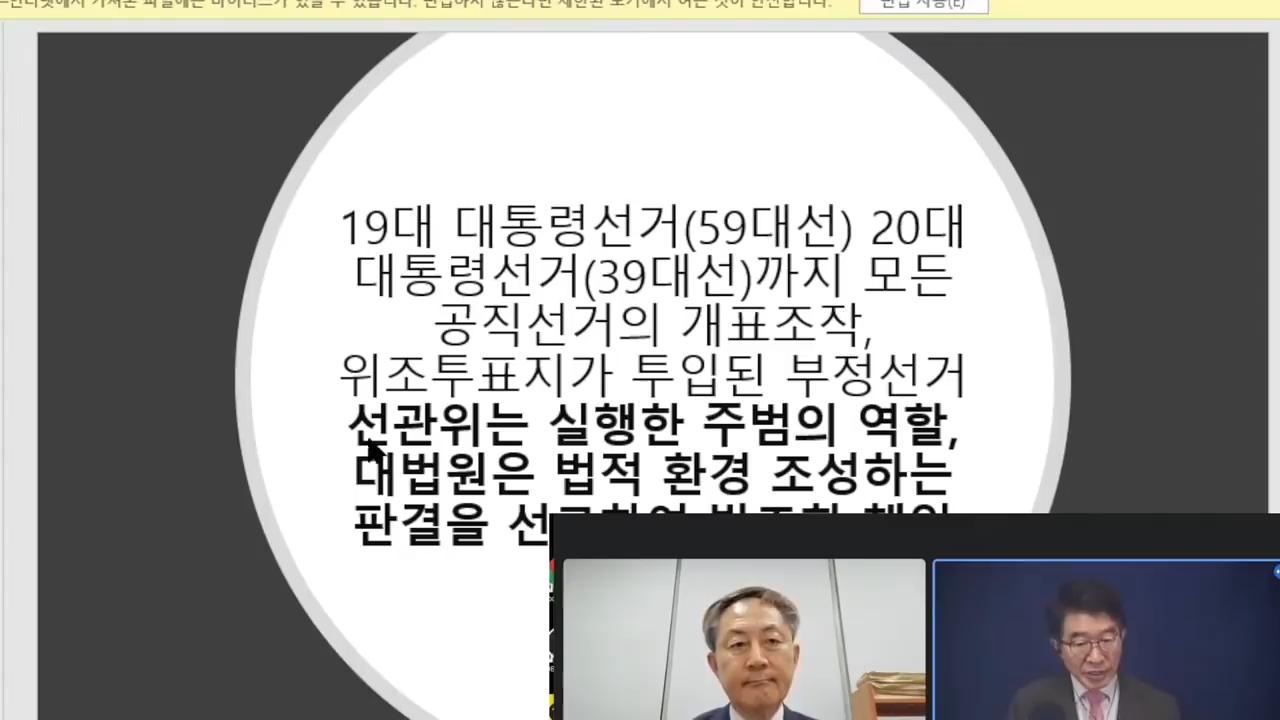 편집 사용(E)
19대 대통령선거(59대선) 20대
대통령선거(39대선)까지 모든
공직선거의 개표조작,
위조투표지가 투입된 부정선거
선관위는 실행한 주범의 역할,
대법원은 법적 환경 조성하는
판결을